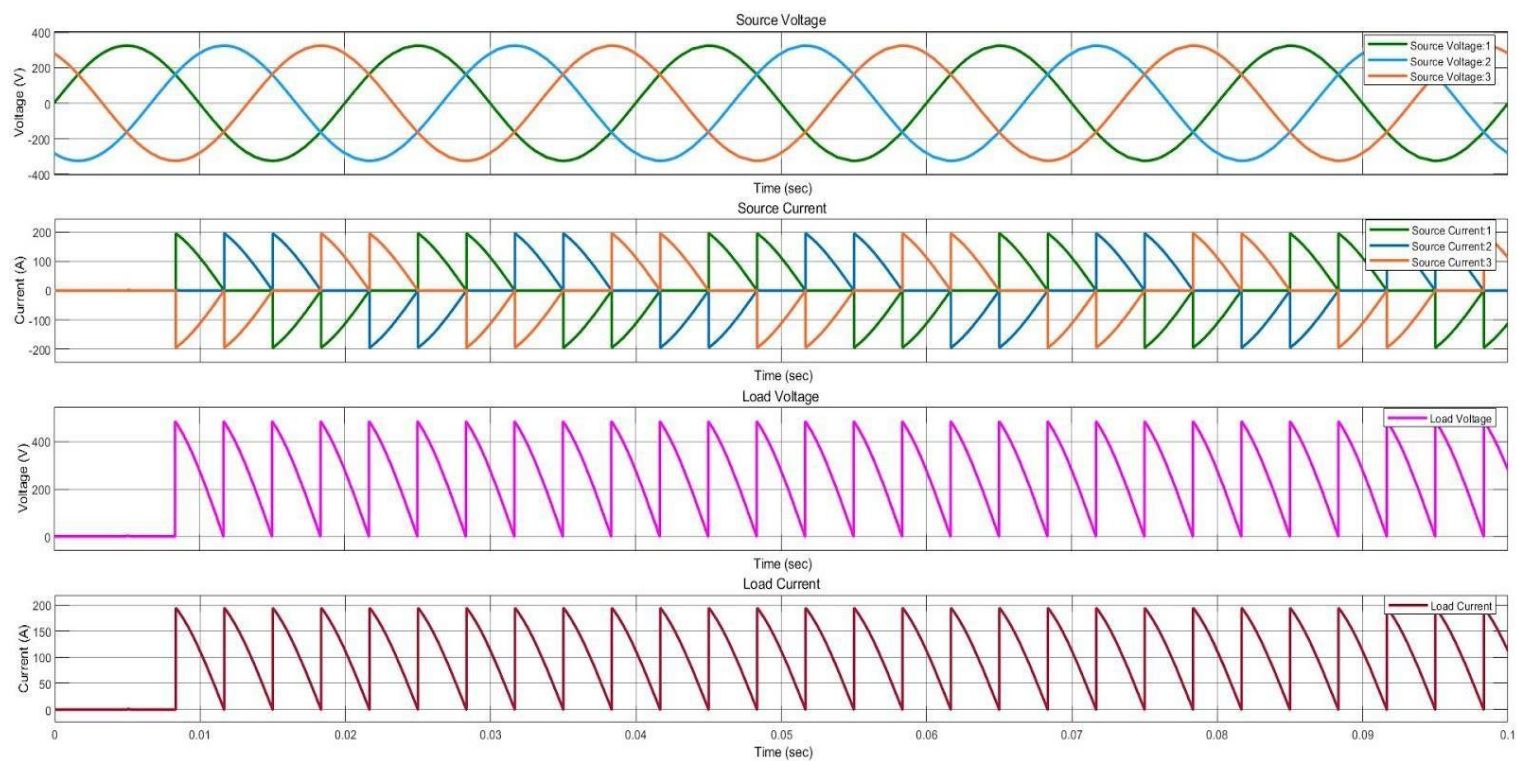 Source Voltage
400
200
0
-200
-400
Voltage (V)
Source Voltage:1
Source Voltage:2
Source Voltage:3
Time (sec)
Source Current
200
100
0
-100
-200
Current (A)
Source Current:1
Source Current:2
Source Current:3
Time (sec)
Load Voltage
400
200
0
Voltage (V)
Load Voltage
Time (sec)
Load Current
200
150
100
50
0
Current (A)
Load Current
0 0.01 0.02 0.03 0.04 0.05 0.06 0.07 0.08 0.09 0.1
Time (sec)